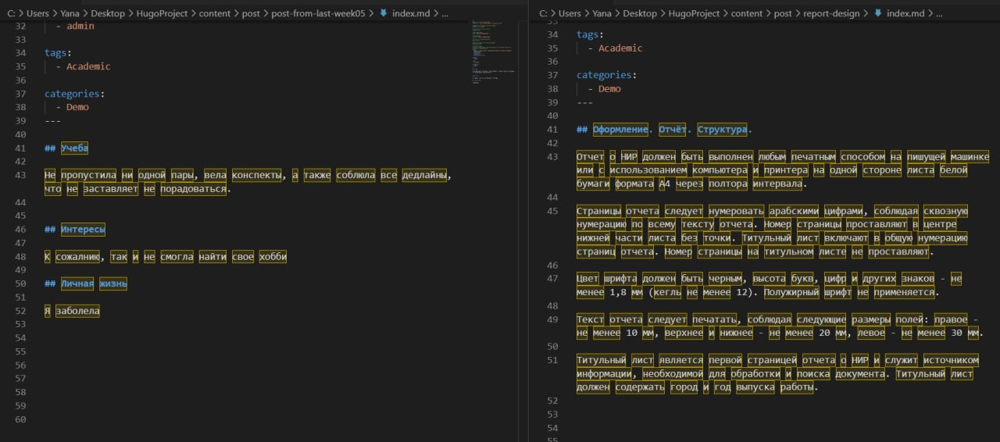 C: > Users > Yana > Desktop > HugoProject > content > post > post-from-last-week05 > index.md > ...
32 - admin
33
34 tags:
35 - Academic
36
37 categories:
38 - Demo
39 ---
40
41 ## Учеба
42
43 Не пропустила ни одной пары, вела конспекты, а также соблюла все дедлайны,
что не заставляет не порадоваться.
44
45
46 ## Интересы
47
48 К сожалнию, так и не смогла найти свое хобби
49
50 ## Личная жизнь
51
52 Я заболела
53
54
55
56
57
58
59
60
C: > Users > Yana > Desktop > HugoProject > content > post > report-design > index.md > ...
33
34 tags:
35 - Academic
36
37 categories:
38 - Demo
39 ---
40
41 ## Оформление. Отчёт. Структура.
42
43 Отчет о НИР должен быть выполнен любым печатным способом на пишущей машинке
или с использованием компьютера и принтера на одной стороне листа белой
бумаги формата А4 через полтора интервала.
44
45 Страницы отчета следует нумеровать арабскими цифрами, соблюдая сквозную
нумерацию по всему тексту отчета. Номер страницы проставляют в центре
нижней части листа без точки. Титульный лист включают в общую нумерацию
страниц отчета. Номер страницы на титульном листе не проставляют.
46
47 Цвет шрифта должен быть черным, высота букв, цифр и других знаков - не
менее 1,8 мм (кегль не менее 12). Полужирный шрифт не применяется.
48
49 Текст отчета следует печатать, соблюдая следующие размеры полей: правое -
не менее 10 мм, верхнее и нижнее - не менее 20 мм, левое - не менее 30 мм.
50
51 Титульный лист является первой страницей отчета о НИР и служит источником
информации, необходимой для обработки и поиска документа. Титульный лист
должен содержать город и год выпуска работы.
52
53
54
55